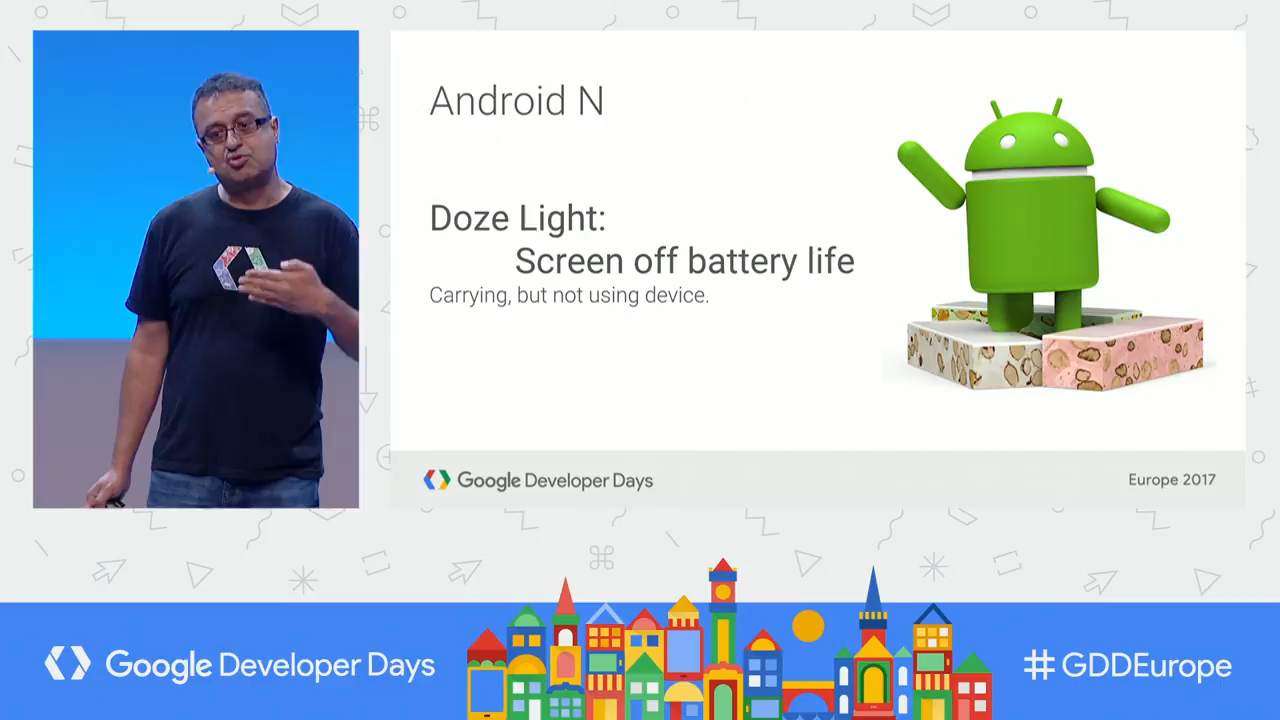 Android N
Doze Light:
Screen off battery life
Carrying, but not using device.
Google Developer Days
Europe 2017
Google Developer Days
#GDDEurope